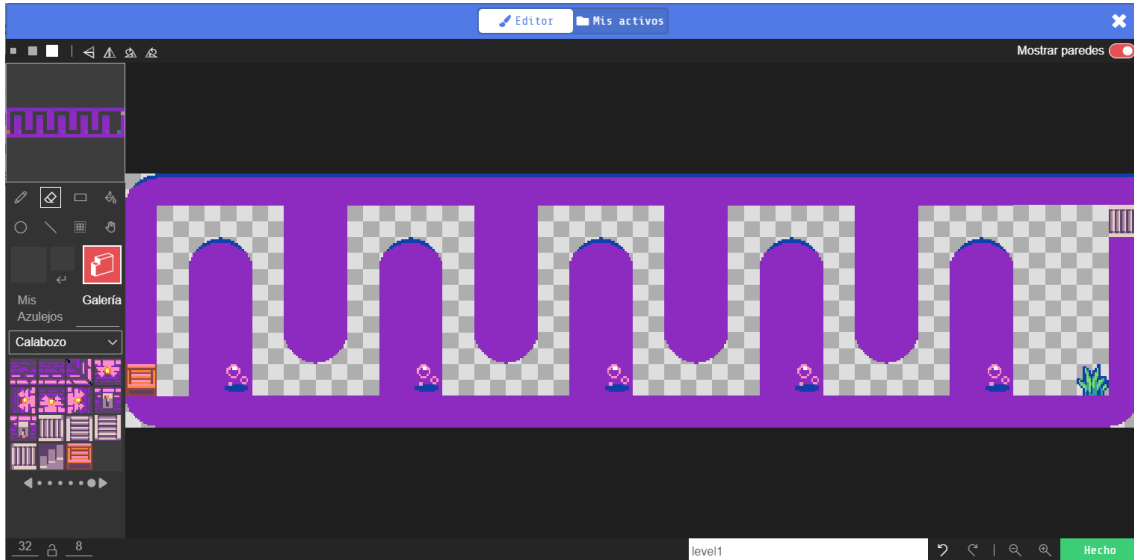 Editor
Mis activos
Mostrar paredes
Mis
Azulejos
Galería
Calabozo
32
8
level1
Hecho